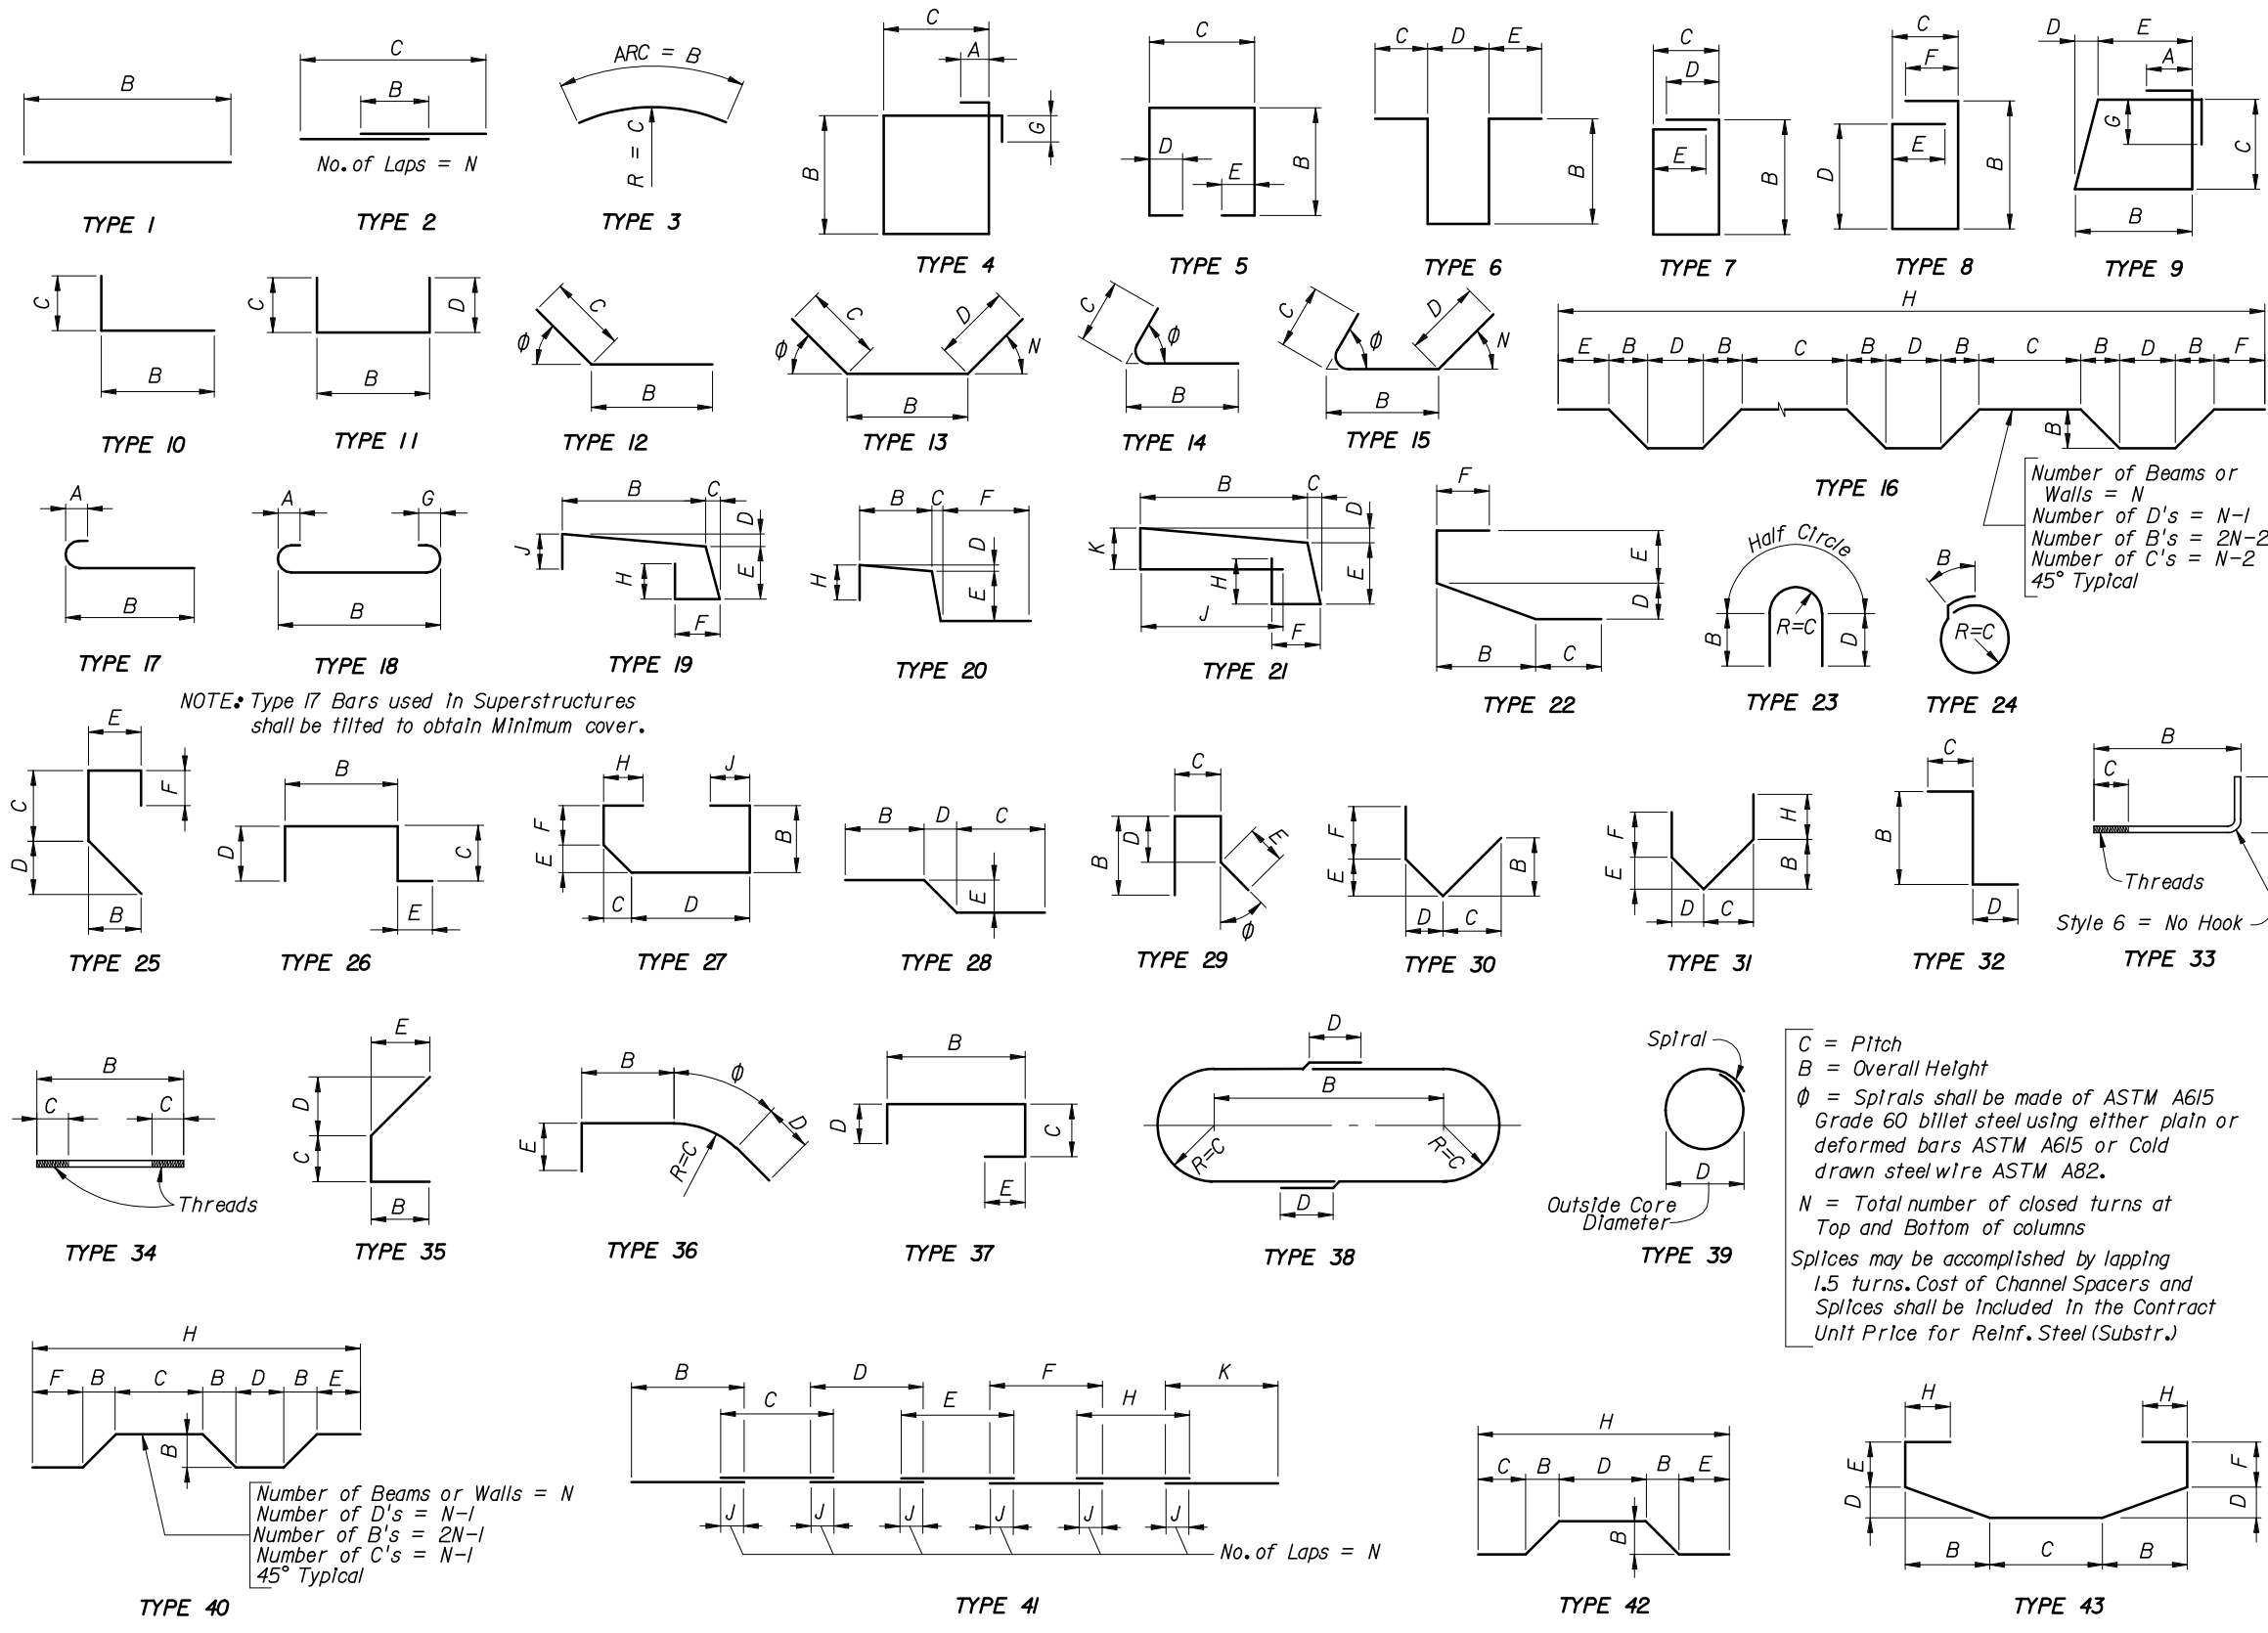 C
B
B
No. of Laps = N
TYPE 1
TYPE 2
ARC = B
R = C
TYPE 3
C
A
G
B
TYPE 4
C
D
E
B
TYPE 5
C D E
B
TYPE 6
C
D
E
B
TYPE 7
C
F
E
D
B
TYPE 8
D E
A
G
C
B
TYPE 9
C
B
TYPE 10
C
D
B
TYPE 11
C
ϕ
B
TYPE 12
C
D
ϕ
N
B
TYPE 13
C
ϕ
B
TYPE 14
C
D
ϕ
N
B
TYPE 15
H
E B D B C B D B C B D B F
B
TYPE 16
Number of Beams or
Walls = N
Number of D's = N-1
Number of B's = 2N-2
Number of C's = N-2
45° Typical
A
B
TYPE 17
A
G
B
TYPE 18
NOTE: Type 17 Bars used in Superstructures
shall be tilted to obtain Minimum cover.
B C
D
J
H
E
F
TYPE 19
B C F
D
H
E
TYPE 20
B C
D
K
H
E
J
F
TYPE 21
F
E
D
B C
TYPE 22
Half Circle
R=C
B
D
TYPE 23
B
R=C
TYPE 24
E
F
C
D
B
TYPE 25
B
D
C
E
TYPE 26
H J
F
E
B
C D
TYPE 27
B D C
E
TYPE 28
C
D
B
E
ϕ
TYPE 29
F
E
B
D C
TYPE 30
H
F
E
B
D C
TYPE 31
C
B
D
TYPE 32
B
C
Threads
Style 6 = No Hook
TYPE 33
B
C C
Threads
TYPE 34
E
D
C
B
TYPE 35
B
ϕ
D
E
R=C
TYPE 36
B
D
C
E
TYPE 37
D
B
R=C
R=C
D
TYPE 38
Spiral
D
Outside Core
Diameter
TYPE 39
C = Pitch
B = Overall Height
ϕ = Spirals shall be made of ASTM A615
Grade 60 billet steel using either plain or
deformed bars ASTM A615 or Cold
drawn steel wire ASTM A82.
N = Total number of closed turns at
Top and Bottom of columns
Splices may be accomplished by lapping
1.5 turns. Cost of Channel Spacers and
Splices shall be included in the Contract
Unit Price for Reinf. Steel (Substr.)
H
F B C B D B E
B
Number of Beams or Walls = N
Number of D's = N-1
Number of B's = 2N-1
Number of C's = N-1
45° Typical
TYPE 40
B D F K
C E H
J J J J J J
No. of Laps = N
TYPE 41
H
C B D B E
B
TYPE 42
H H
E
D
F
D
B C B
TYPE 43